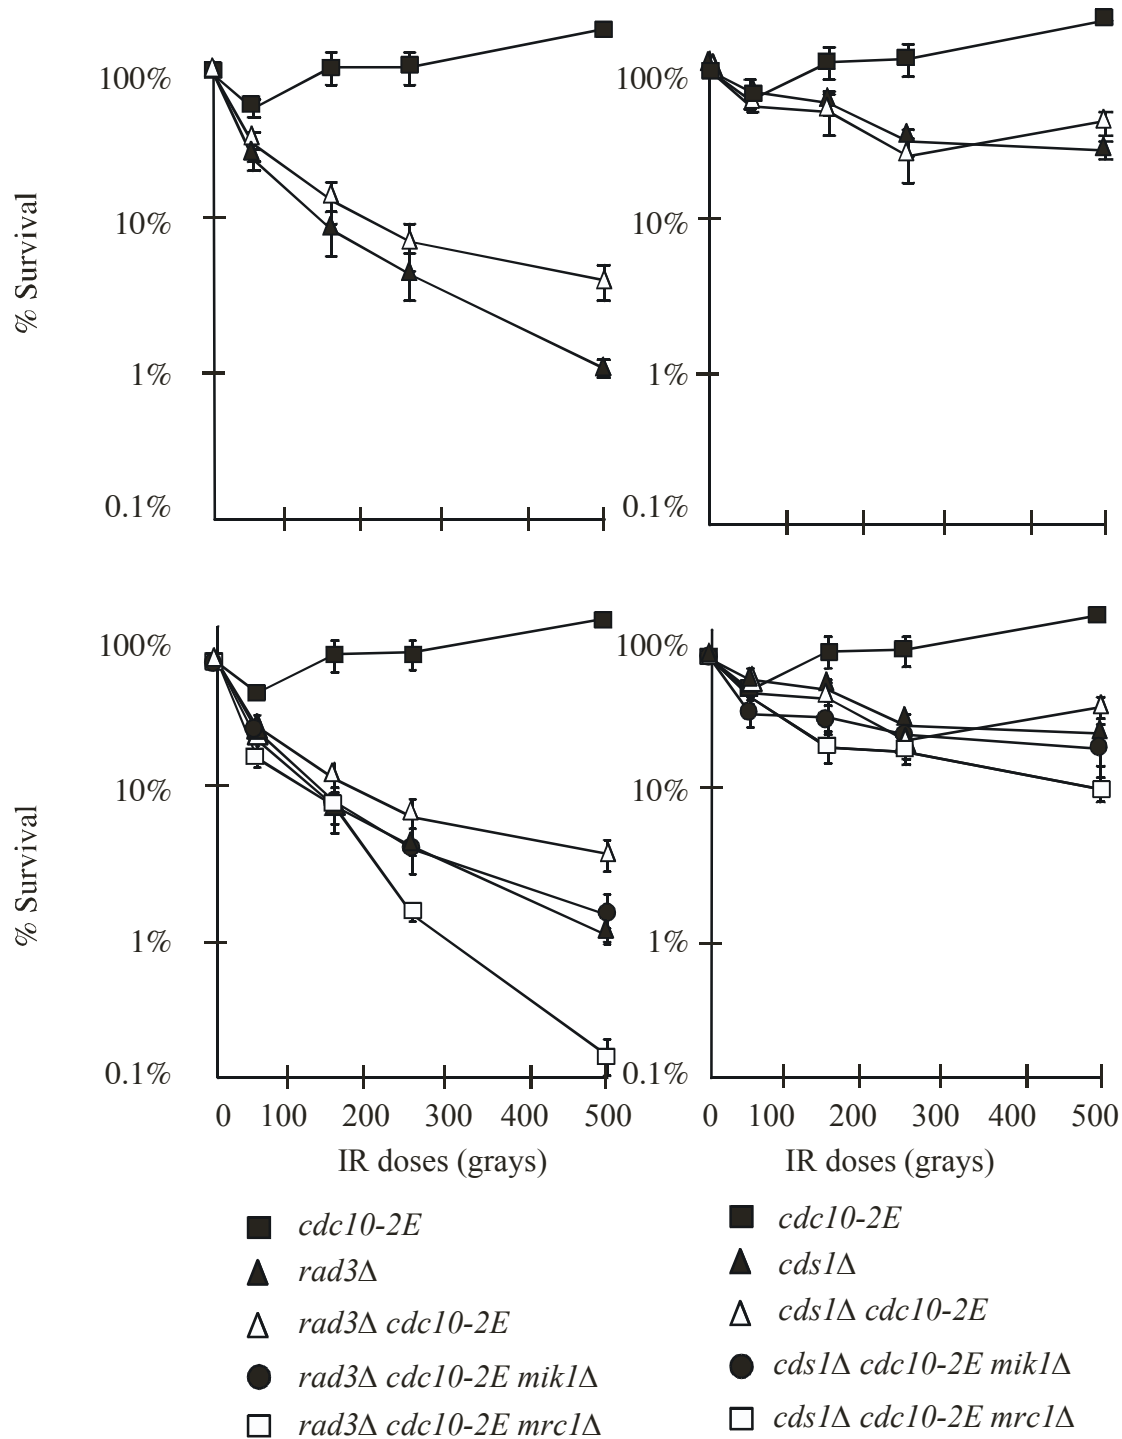 100%
10%
1%
0.1%
% Survival
100%
10%
1%
0.1%
100%
10%
1%
0.1%
% Survival
0 100 200 300 400 500
IR doses (grays)
100%
10%
1%
0.1%
0 100 200 300 400 500
IR doses (grays)
cdc10-2E
rad3Δ
rad3Δ cdc10-2E
rad3Δ cdc10-2E mik1Δ
rad3Δ cdc10-2E mrc1Δ
cdc10-2E
cds1Δ
cds1Δ cdc10-2E
cds1Δ cdc10-2E mik1Δ
cds1Δ cdc10-2E mrc1Δ